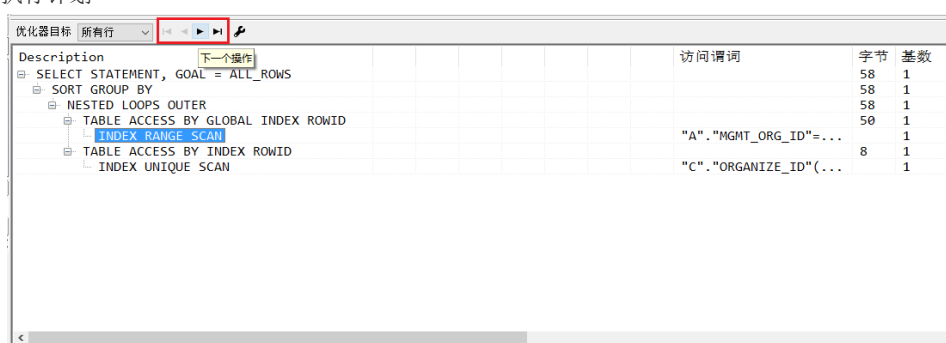 执行计划
优化器目标 所有行
下一个操作
Description 访问谓词 字节 基数
SELECT STATEMENT, GOAL = ALL_ROWS 58 1
SORT GROUP BY 58 1
NESTED LOOPS OUTER 58 1
TABLE ACCESS BY GLOBAL INDEX ROWID 50 1
INDEX RANGE SCAN "A"."MGMT_ORG_ID"=... 1
TABLE ACCESS BY INDEX ROWID 8 1
INDEX UNIQUE SCAN "C"."ORGANIZE_ID"(... 1